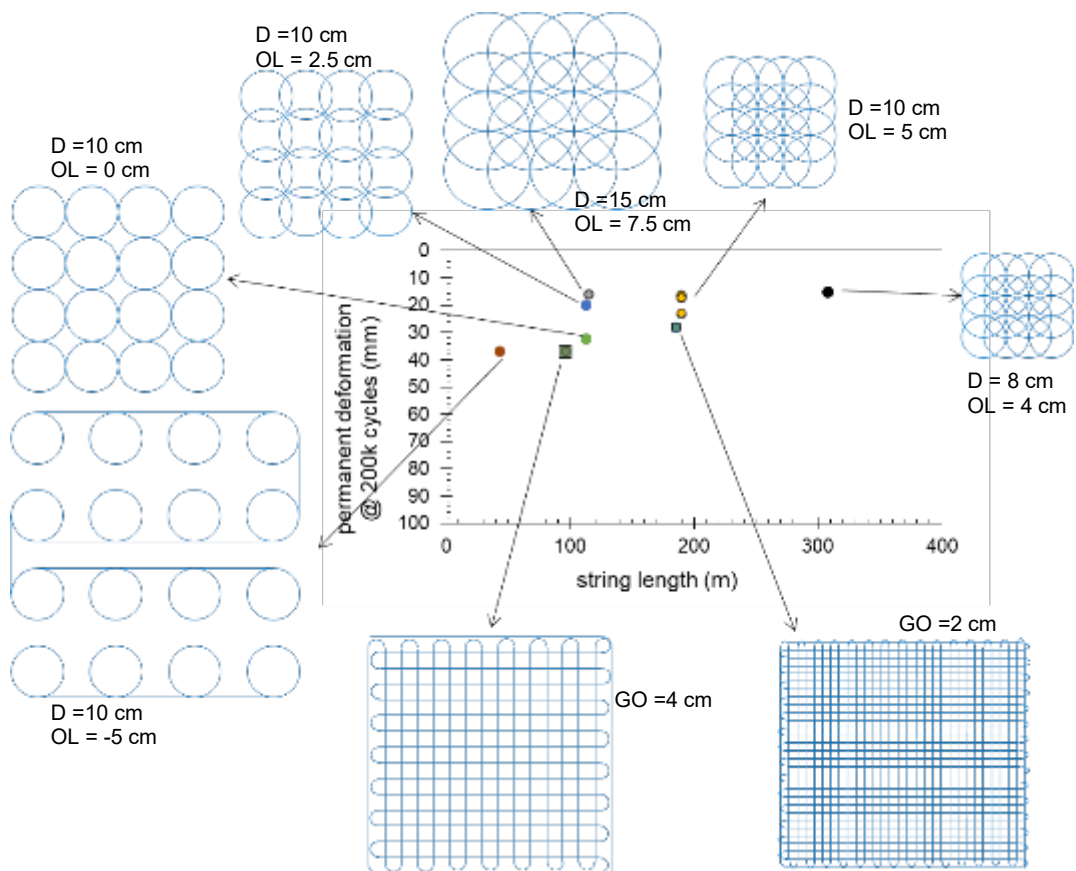 D =10 cm
OL = 2.5 cm
D =10 cm
OL = 5 cm
D =10 cm
OL = 0 cm
D =15 cm
OL = 7.5 cm
D = 8 cm
OL = 4 cm
D =10 cm
OL = -5 cm
permanent deformation
@ 200k cycles (mm)
0
10
20
30
40
50
60
70
80
90
100
0 100 200 300 400
string length (m)
GO =4 cm
GO =2 cm